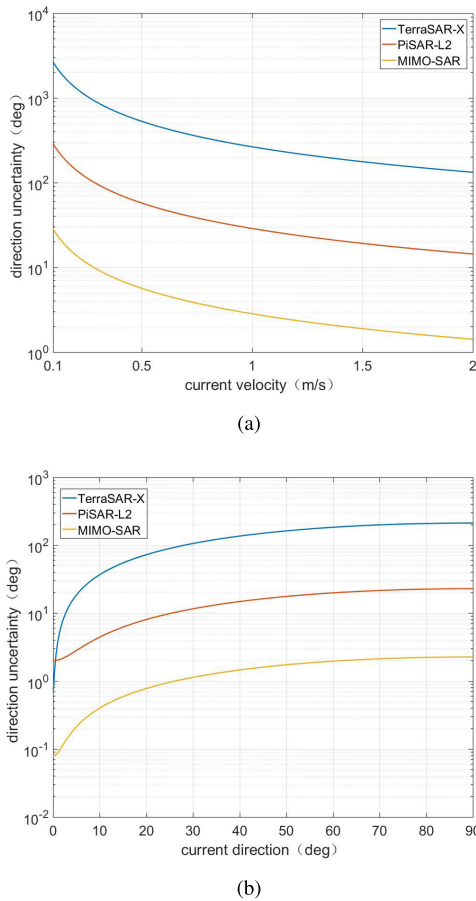 10^4
10^3
10^2
10^1
10^0
direction uncertainty（deg）
TerraSAR-X
PiSAR-L2
MIMO-SAR
0.1 0.5 1 1.5 2
current velocity（m/s）
(a)
10^3
10^2
10^1
10^0
10^-1
10^-2
direction uncertainty（deg）
TerraSAR-X
PiSAR-L2
MIMO-SAR
0 10 20 30 40 50 60 70 80 90
current direction（deg）
(b)